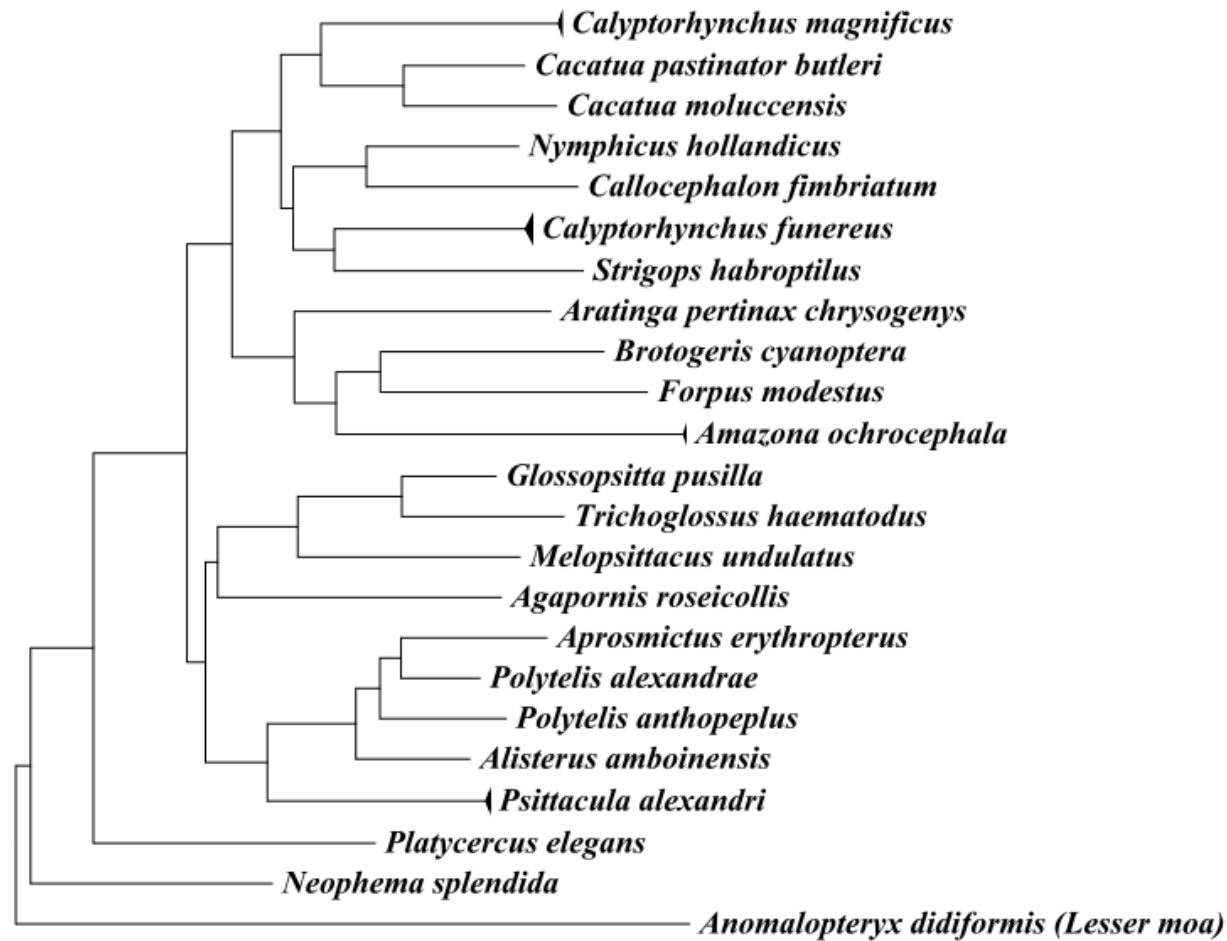 Calyptorhynchus magnificus
Cacatua pastinator butleri
Cacatua moluccensis
Nymphicus hollandicus
Callocephalon fimbriatum
Calyptorhynchus funereus
Strigops habroptilus
Aratinga pertinax chrysogenys
Brotogeris cyanoptera
Forpus modestus
Amazona ochrocephala
Glossopsitta pusilla
Trichoglossus haematodus
Melopsittacus undulatus
Agapornis roseicollis
Aprosmictus erythropterus
Polytelis alexandrae
Polytelis anthopeplus
Alisterus amboinensis
Psittacula alexandri
Platycercus elegans
Neophema splendida
Anomalopteryx didiformis (Lesser moa)